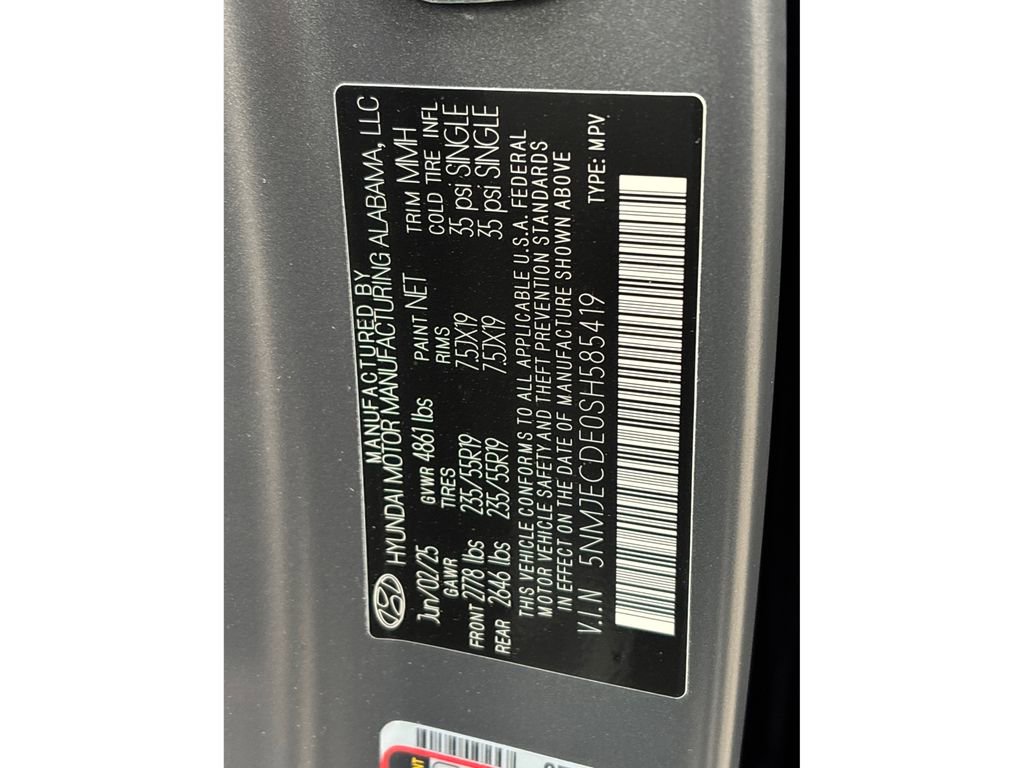 MANUFACTURED BY
HYUNDAI MOTOR MANUFACTURING ALABAMA, LLC
Jun/02/25 GVWR 4861 lbs PAINT NET TRIM MMH
GAWR TIRES RIMS COLD TIRE INFL
FRONT 2778 lbs 235/55R19 7.5JX19 35 psi SINGLE
REAR 2646 lbs 235/55R19 7.5JX19 35 psi SINGLE
THIS VEHICLE CONFORMS TO ALL APPLICABLE U.S.A. FEDERAL
MOTOR VEHICLE SAFETY AND THEFT PREVENTION STANDARDS
IN EFFECT ON THE DATE OF MANUFACTURE SHOWN ABOVE
V.I.N 5NMJECDE0SH585419 TYPE: MPV